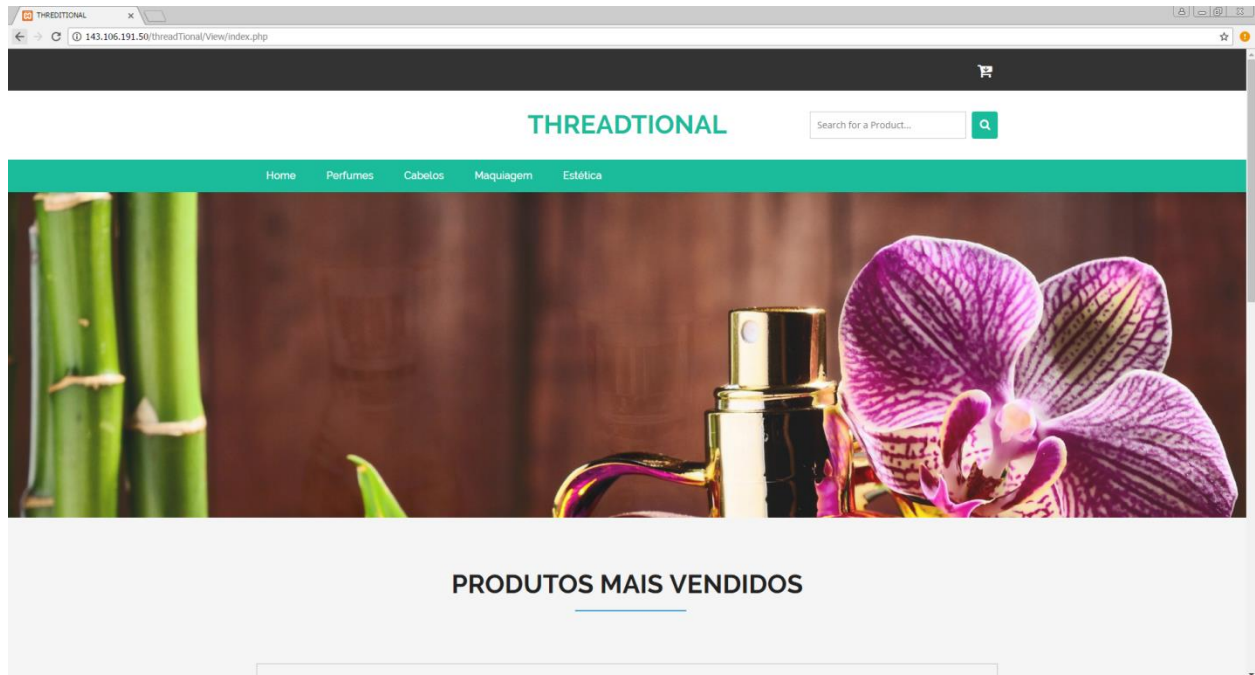 THREDITIONAL
143.106.191.50/threadTional/View/index.php
THREADTIONAL
Search for a Product...
Home Perfumes Cabelos Maquiagem Estética
PRODUTOS MAIS VENDIDOS